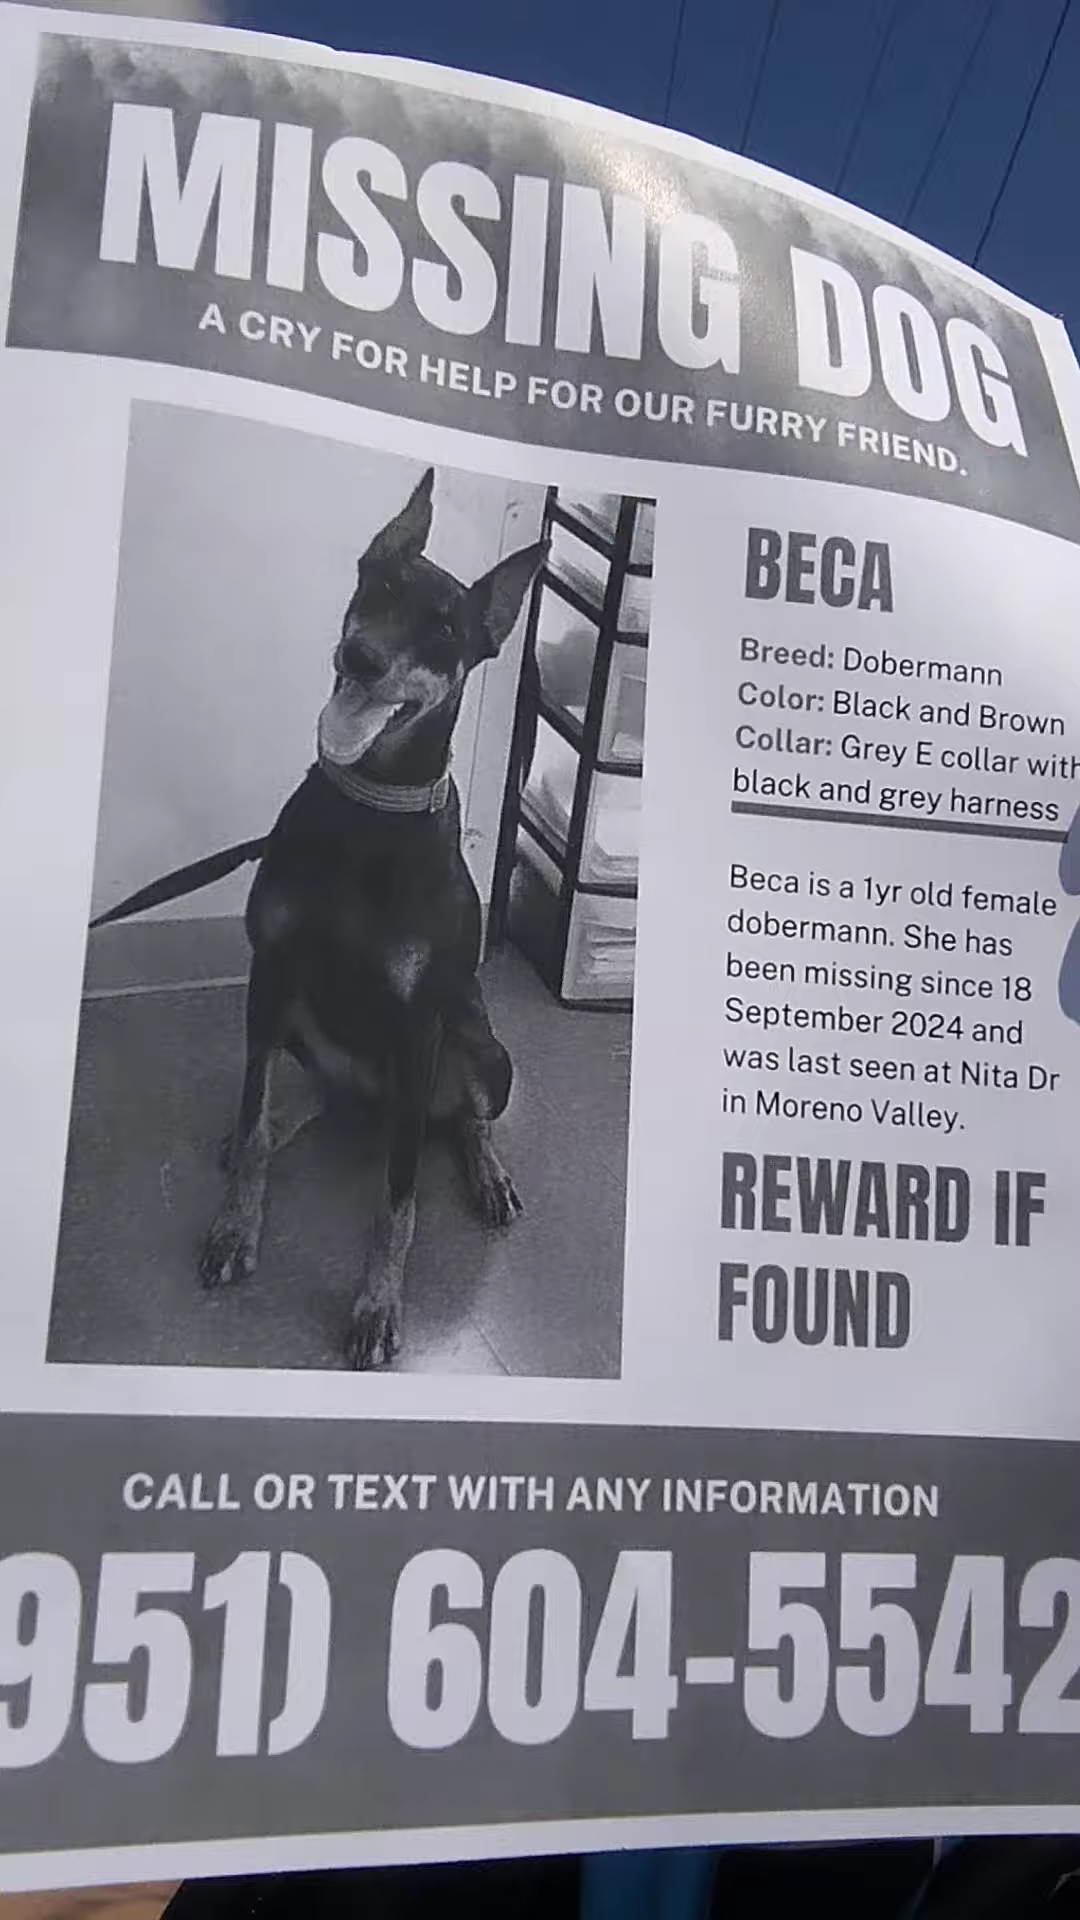 MISSING DOG
A CRY FOR HELP FOR OUR FURRY FRIEND.
BECA
Breed: Dobermann
Color: Black and Brown
Collar: Grey E collar with
black and grey harness
Beca is a 1yr old female
dobermann. She has
been missing since 18
September 2024 and
was last seen at Nita Dr
in Moreno Valley.
REWARD IF
FOUND
CALL OR TEXT WITH ANY INFORMATION
951) 604-5542